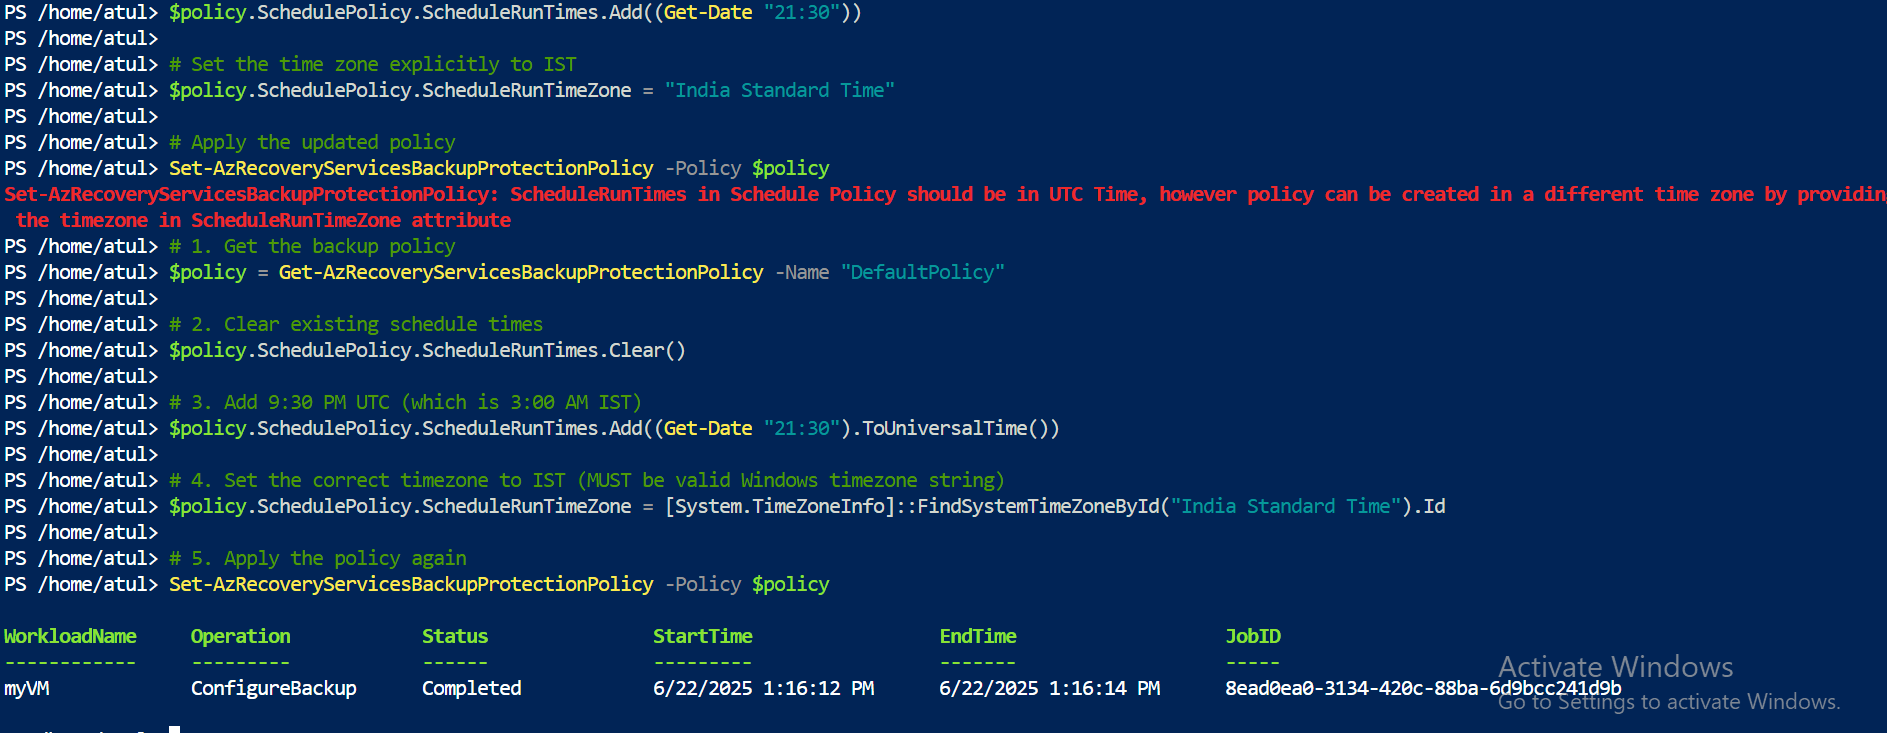 PS /home/atul> $policy.SchedulePolicy.ScheduleRunTimes.Add((Get-Date "21:30"))
PS /home/atul>
PS /home/atul> # Set the time zone explicitly to IST
PS /home/atul> $policy.SchedulePolicy.ScheduleRunTimeZone = "India Standard Time"
PS /home/atul>
PS /home/atul> # Apply the updated policy
PS /home/atul> Set-AzRecoveryServicesBackupProtectionPolicy -Policy $policy
Set-AzRecoveryServicesBackupProtectionPolicy: ScheduleRunTimes in Schedule Policy should be in UTC Time, however policy can be created in a different time zone by providing
the timezone in ScheduleRunTimeZone attribute
PS /home/atul> # 1. Get the backup policy
PS /home/atul> $policy = Get-AzRecoveryServicesBackupProtectionPolicy -Name "DefaultPolicy"
PS /home/atul>
PS /home/atul> # 2. Clear existing schedule times
PS /home/atul> $policy.SchedulePolicy.ScheduleRunTimes.Clear()
PS /home/atul>
PS /home/atul> # 3. Add 9:30 PM UTC (which is 3:00 AM IST)
PS /home/atul> $policy.SchedulePolicy.ScheduleRunTimes.Add((Get-Date "21:30").ToUniversalTime())
PS /home/atul>
PS /home/atul> # 4. Set the correct timezone to IST (MUST be valid Windows timezone string)
PS /home/atul> $policy.SchedulePolicy.ScheduleRunTimeZone = [System.TimeZoneInfo]::FindSystemTimeZoneById("India Standard Time").Id
PS /home/atul>
PS /home/atul> # 5. Apply the policy again
PS /home/atul> Set-AzRecoveryServicesBackupProtectionPolicy -Policy $policy
WorkloadName Operation Status StartTime EndTime JobID
------------ --------- ------ --------- ------- -----
myVM ConfigureBackup Completed 6/22/2025 1:16:12 PM 6/22/2025 1:16:14 PM 8ead0ea0-3134-420c-88ba-6d9bcc241d9b
Activate Windows
Go to Settings to activate Windows.